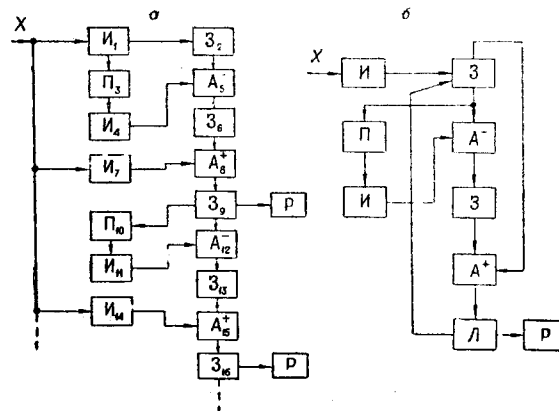 а
X
И₁
З₂
П₃
И₄
А₅⁻
З₆
И₇
А₈⁺
З₉
Р
П₁₀
И₁₁
А₁₂⁻
З₁₃
И₁₄
А₁₅⁺
З₁₆
Р
б
X
И
З
П
А⁻
И
З
А⁺
Л
Р